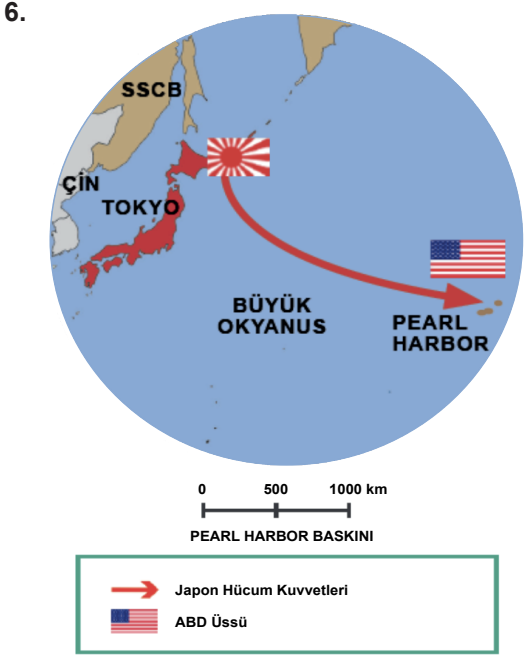 6.
SSCB
ÇİN
TOKYO
BÜYÜK
OKYANUS
PEARL
HARBOR
0 500 1000 km
PEARL HARBOR BASKINI
Japon Hücum Kuvvetleri
ABD Üssü